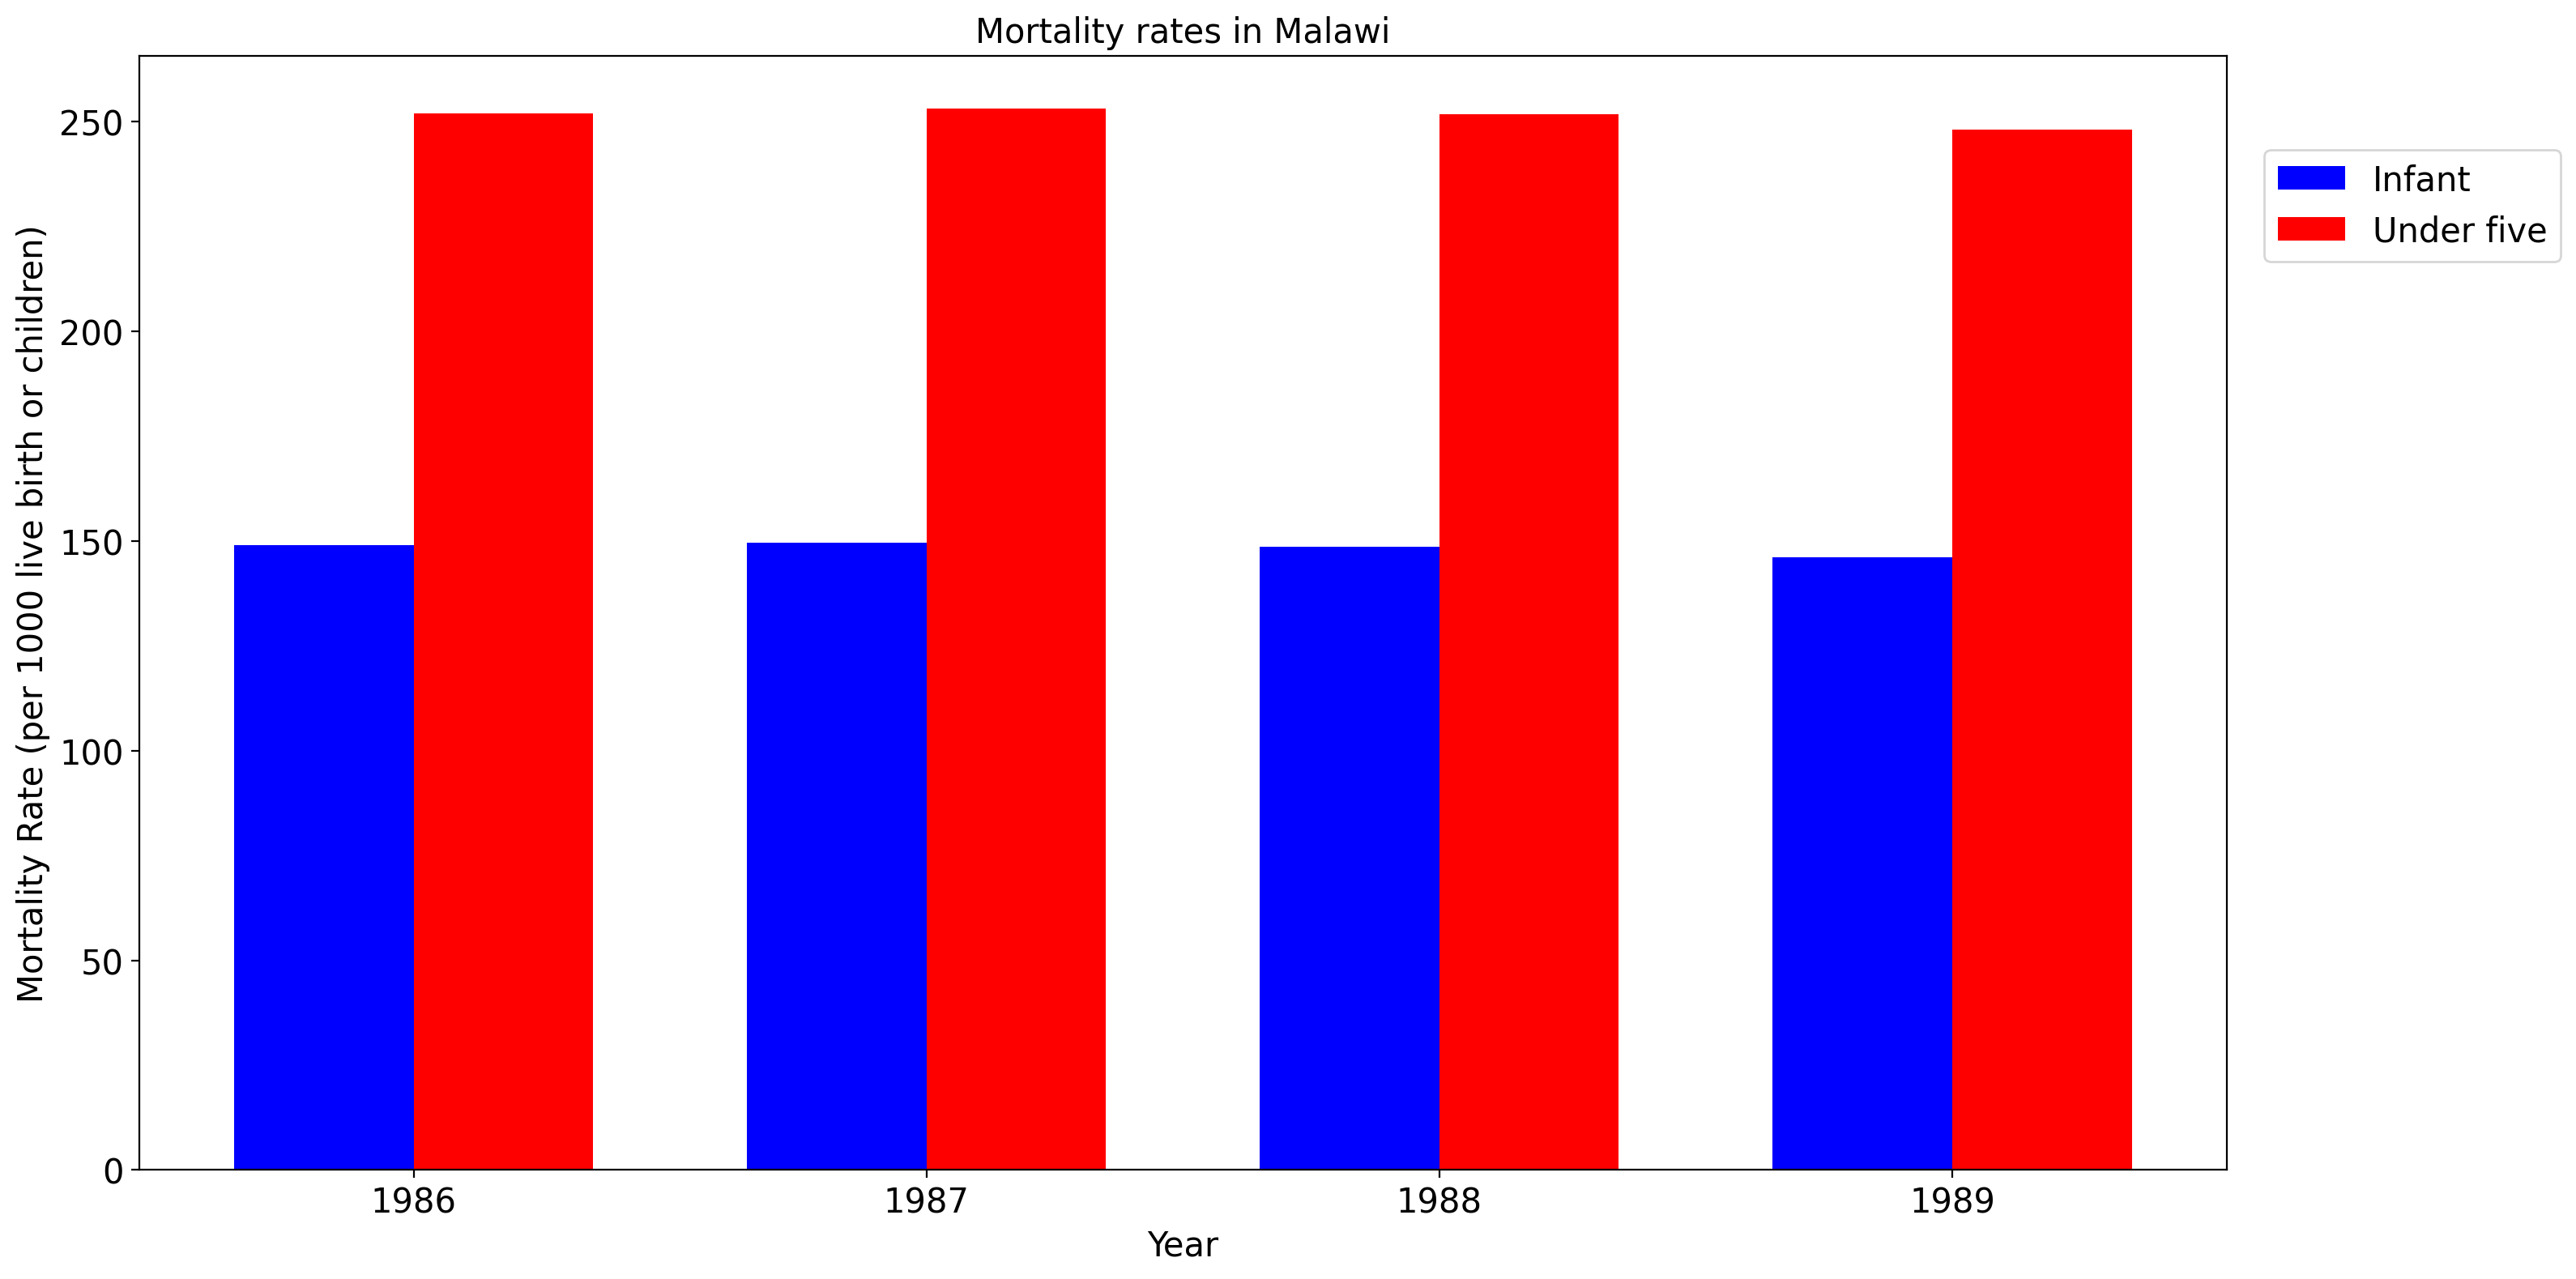 Mortality rates in Malawi
Mortality Rate (per 1000 live birth or children)
250
200
150
100
50
0
1986
1987
1988
1989
Year
Infant
Under five